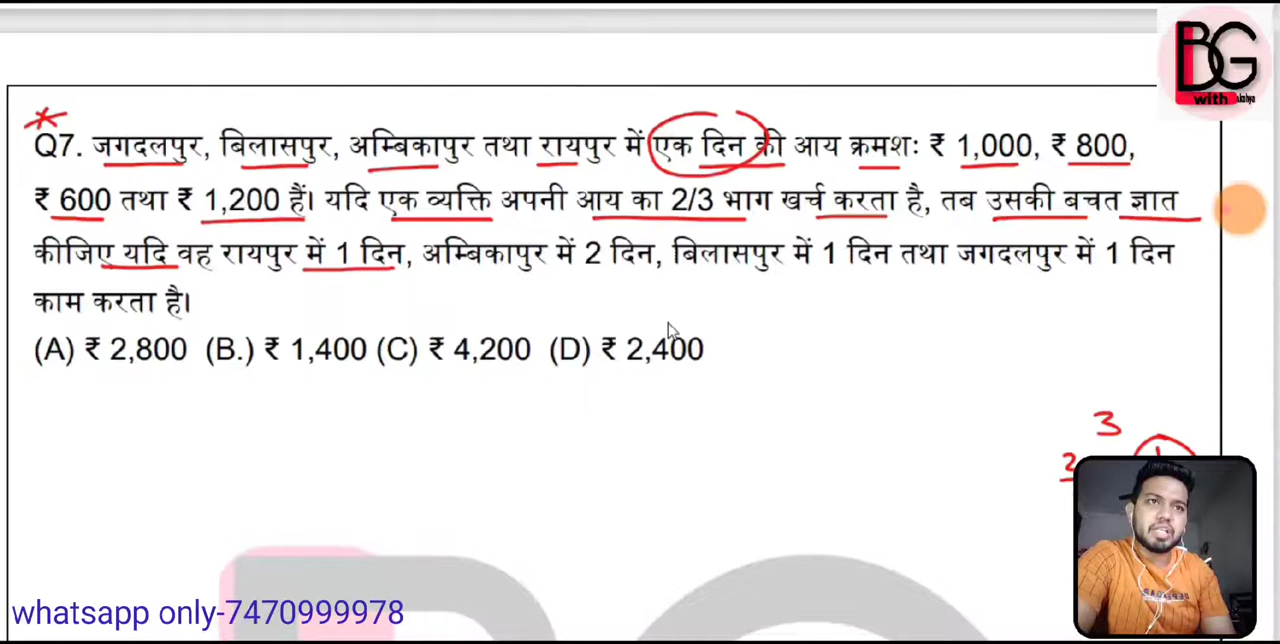 BG
with
Q7. जगदलपुर, बिलासपुर, अम्बिकापुर तथा रायपुर में एक दिन की आय क्रमशः ₹ 1,000, ₹ 800,
₹ 600 तथा ₹ 1,200 हैं। यदि एक व्यक्ति अपनी आय का 2/3 भाग खर्च करता है, तब उसकी बचत ज्ञात
कीजिए यदि वह रायपुर में 1 दिन, अम्बिकापुर में 2 दिन, बिलासपुर में 1 दिन तथा जगदलपुर में 1 दिन
काम करता है।
(A) ₹ 2,800 (B.) ₹ 1,400 (C) ₹ 4,200 (D) ₹ 2,400
3
2
whatsapp only-7470999978